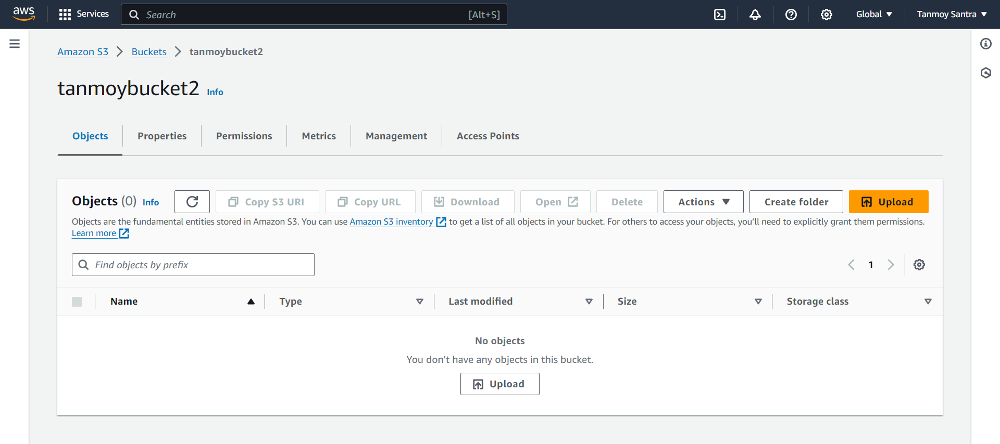 aws Services Search [Alt+S] Global Tanmoy Santra
Amazon S3 Buckets tanmoybucket2
tanmoybucket2 Info
Objects Properties Permissions Metrics Management Access Points
Objects (0) Info Copy S3 URI Copy URL Download Open Delete Actions Create folder Upload
Objects are the fundamental entities stored in Amazon S3. You can use Amazon S3 inventory to get a list of all objects in your bucket. For others to access your objects, you’ll need to explicitly grant them permissions.
Learn more
Find objects by prefix 1
Name Type Last modified Size Storage class
No objects
You don't have any objects in this bucket.
Upload